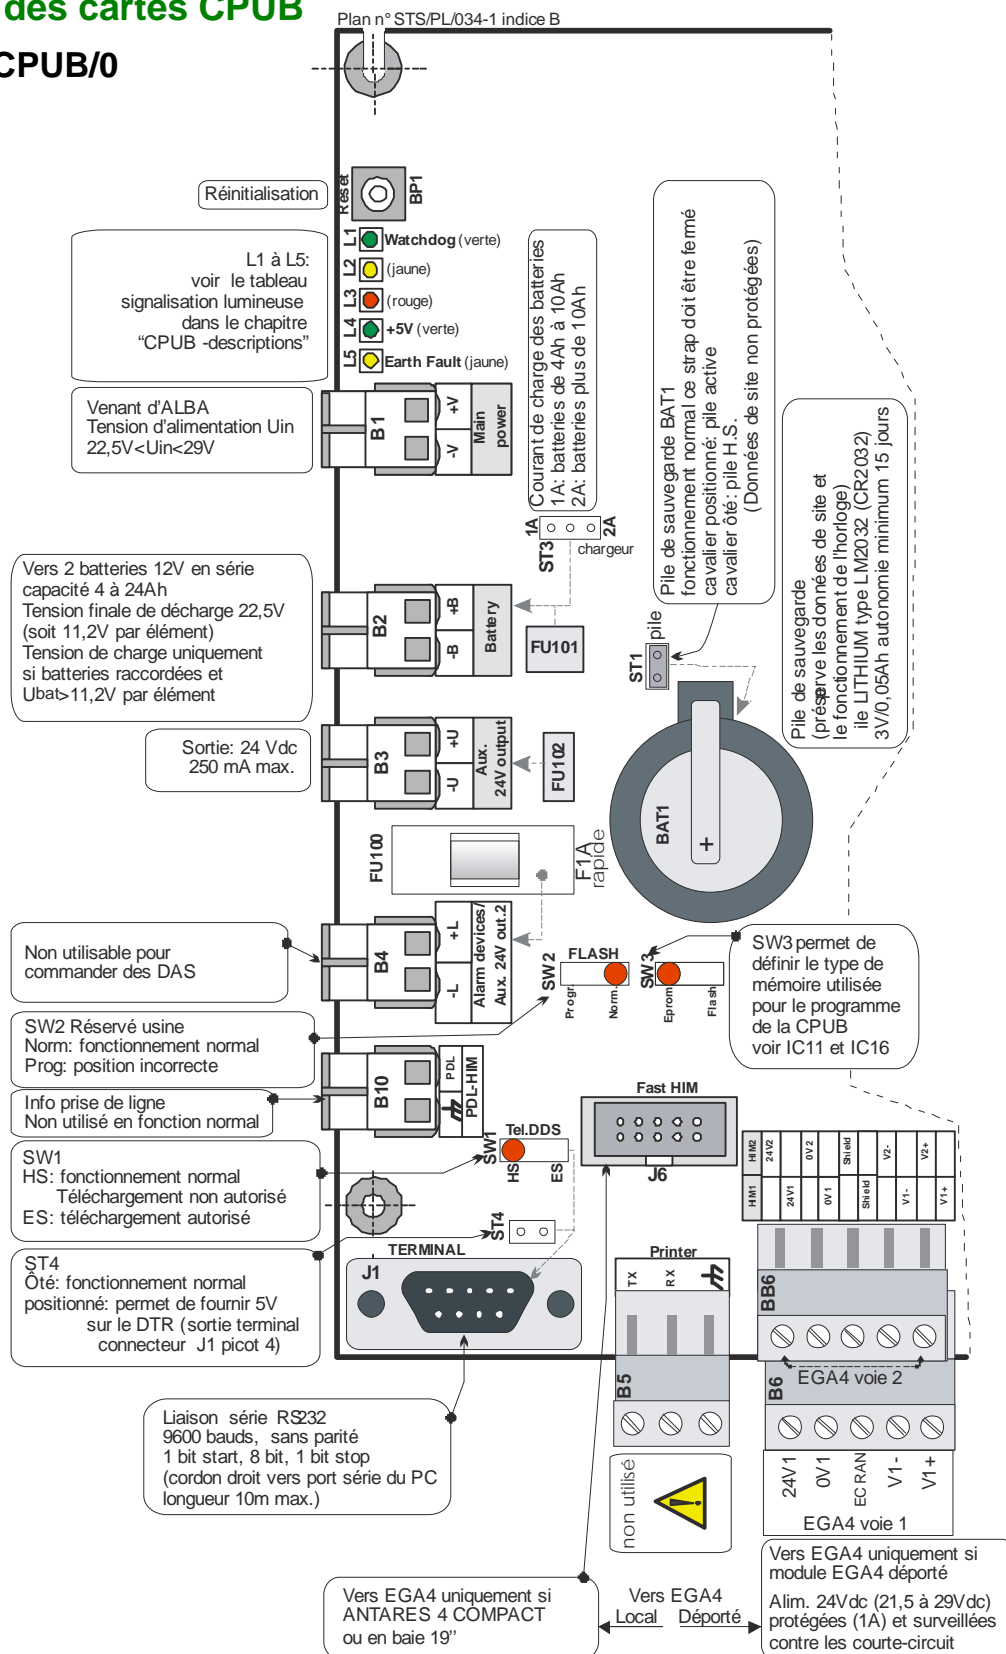 des cartes CPUB
CPUB/0
Plan n° STS/PL/034-1 indice B
Réinitialisation
Reset
BP1
L1 à L5:
voir le tableau
signalisation lumineuse
dans le chapitre
“CPUB -descriptions”
L1 Watchdog (verte)
L2 (jaune)
L3 (rouge)
L4 +5V (verte)
L5 Earth Fault (jaune)
Venant d'ALBA
Tension d'alimentation Uin
22,5V<Uin<29V
B1
+V
-V
Main
power
Courant de charge des batteries
1A: batteries de 4Ah à 10Ah
2A: batteries plus de 10Ah
1A
2A
ST3
chargeur
Pile de sauvegarde BAT1
fonctionnement normal ce strap doit être fermé
cavalier positionné: pile active
cavalier ôté: pile H.S.
(Données de site non protégées)
Pile de sauvegarde
(préserve les données de site et
le fonctionnement de l'horloge)
ile LITHIUM type LM2032 (CR2032)
3V/0,05Ah autonomie minimum 15 jours
Vers 2 batteries 12V en série
capacité 4 à 24Ah
Tension finale de décharge 22,5V
(soit 11,2V par élément)
Tension de charge uniquement
si batteries raccordées et
Ubat>11,2V par élément
B2
+B
-B
Battery
FU101
ST1
pile
Sortie: 24 Vdc
250 mA max.
B3
+U
-U
Aux.
24V output
FU102
BAT1
+
FU100
F1A
rapide
Non utilisable pour
commander des DAS
B4
+L
-L
Alarm devices/
Aux. 24V out.2
SW2
FLASH
Progr.
Norm.
SW3
Eprom
Flash
SW3 permet de
définir le type de
mémoire utilisée
pour le programme
de la CPUB
voir IC11 et IC16
SW2 Réservé usine
Norm: fonctionnement normal
Prog: position incorrecte
B10
PDL
PDL-HIM
Info prise de ligne
Non utilisé en fonction normal
SW1
HS: fonctionnement normal
Téléchargement non autorisé
ES: téléchargement autorisé
SW1
Tel.DDS
HS
ES
Fast HIM
J6
HIM2
24V2
0V2
Shield
V2-
V2+
HIM1
24V1
0V1
Shield
V1-
V1+
ST4
Ôté: fonctionnement normal
positionné: permet de fournir 5V
sur le DTR (sortie terminal
connecteur J1 picot 4)
ST4
TERMINAL
J1
Printer
TX
RX
B5
BB6
EGA4 voie 2
B6
24V1
0V1
ECRAN
V1-
V1+
EGA4 voie 1
Liaison série RS232
9600 bauds, sans parité
1 bit start, 8 bit, 1 bit stop
(cordon droit vers port série du PC
longueur 10m max.)
non utilisé
Vers EGA4 uniquement si
ANTARES 4 COMPACT
ou en baie 19''
Vers EGA4
Local
Déporté
Vers EGA4 uniquement si
module EGA4 déporté
Alim. 24Vdc (21,5 à 29Vdc)
protégées (1A) et surveillées
contre les courte-circuit